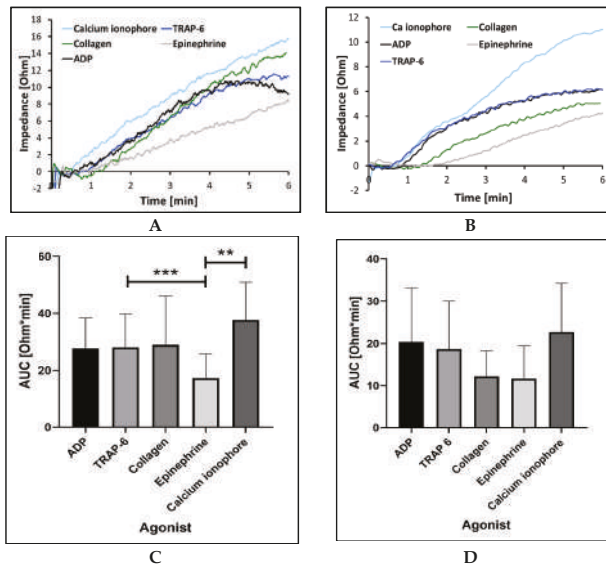 Calcium ionophore TRAP-6
Collagen Epinephrine
ADP
Impedance [Ohm]
16
14
12
10
8
6
4
2
0
-2
0 1 2 3 4 5 6
Time [min]
A
Ca ionophore Collagen
ADP Epinephrine
TRAP-6
Impedance [Ohm]
12
10
8
6
4
2
0
-2
0 1 2 3 4 5 6
Time [min]
B
*** **
AUC [Ohm*min]
60
40
20
0
ADP
TRAP-6
Collagen
Epinephrine
Calcium ionophore
Agonist
C
AUC [Ohm*min]
40
30
20
10
0
ADP
TRAP 6
Collagen
Epinephrine
Calcium ionophore
Agonist
D